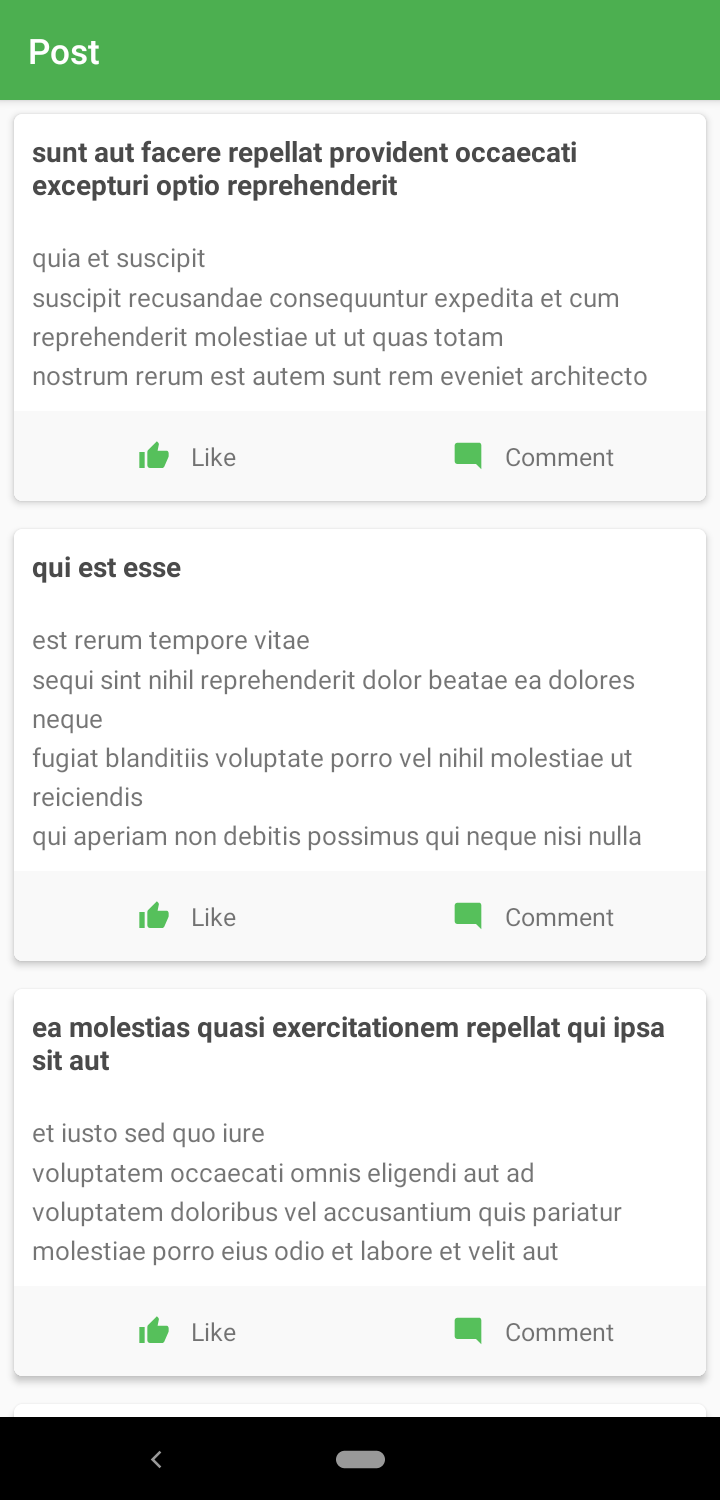 Post
sunt aut facere repellat provident occaecati
excepturi optio reprehenderit
quia et suscipit
suscipit recusandae consequuntur expedita et cum
reprehenderit molestiae ut ut quas totam
nostrum rerum est autem sunt rem eveniet architecto
Like Comment
qui est esse
est rerum tempore vitae
sequi sint nihil reprehenderit dolor beatae ea dolores
neque
fugiat blanditiis voluptate porro vel nihil molestiae ut
reiciendis
qui aperiam non debitis possimus qui neque nisi nulla
Like Comment
ea molestias quasi exercitationem repellat qui ipsa
sit aut
et iusto sed quo iure
voluptatem occaecati omnis eligendi aut ad
voluptatem doloribus vel accusantium quis pariatur
molestiae porro eius odio et labore et velit aut
Like Comment